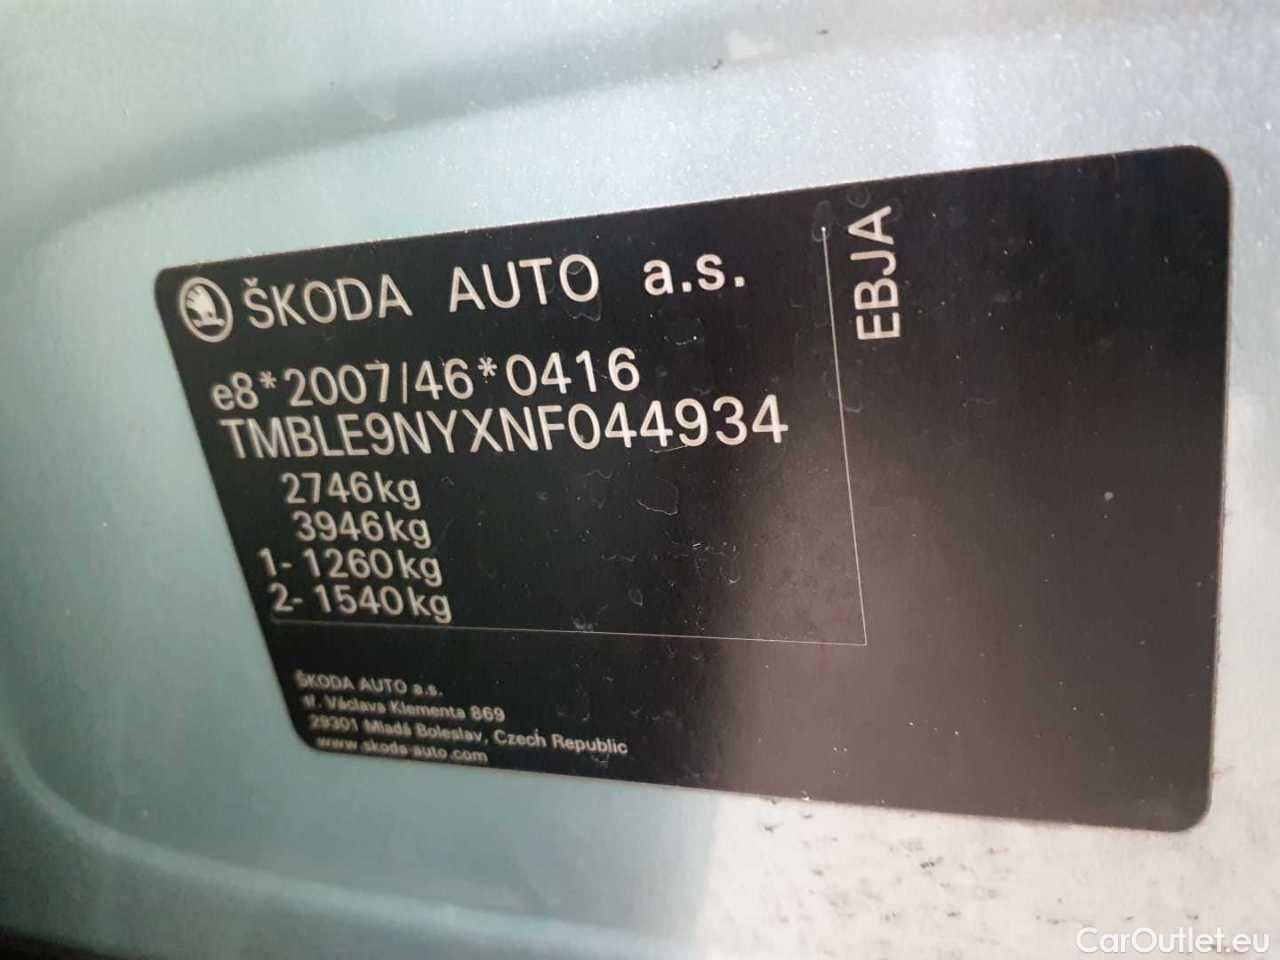 ŠKODA AUTO a.s.
EBJA
e8*2007/46*0416
TMBLE9NYXNF044934
2746kg
3946kg
1-1260kg
2-1540kg
ŠKODA AUTO a.s.
tř. Václava Klementa 869
29301 Mladá Boleslav, Czech Republic
www.skoda-auto.com
CarOutlet.eu